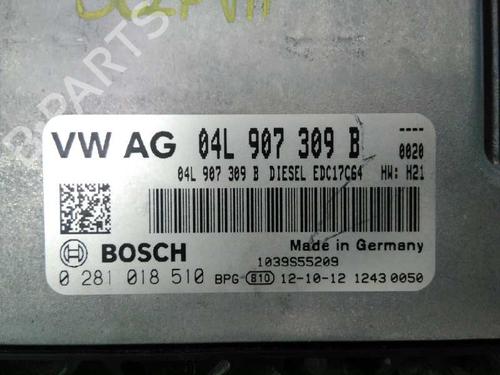 VW AG 04L 907 309 B ----
0020
04L 907 309 B DIESEL EDC17C64 HW: H21
BOSCH
Made in Germany
1039S55209
0 281 018 510 BPG 810 12-10-12 1243 0050
B-PARTS